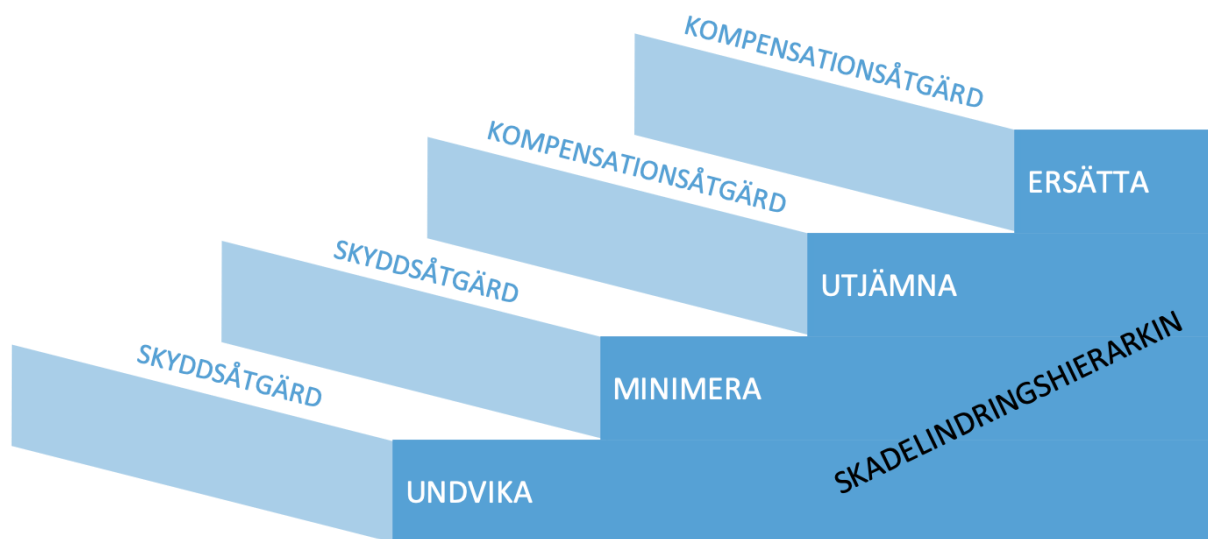 KOMPENSATIONSÅTGÄRD
KOMPENSATIONSÅTGÄRD
ERSÄTTA
SKYDDSÅTGÄRD
UTJÄMNA
SKYDDSÅTGÄRD
MINIMERA
SKADELINDRINGSHIERARKIN
UNDVIKA